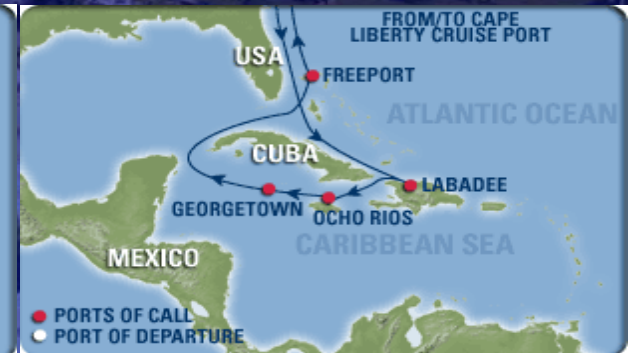 FROM/TO CAPE
LIBERTY CRUISE PORT
USA
FREEPORT
ATLANTIC OCEAN
CUBA
LABADEE
GEORGETOWN
OCHO RIOS
CARIBBEAN SEA
MEXICO
PORTS OF CALL
PORT OF DEPARTURE